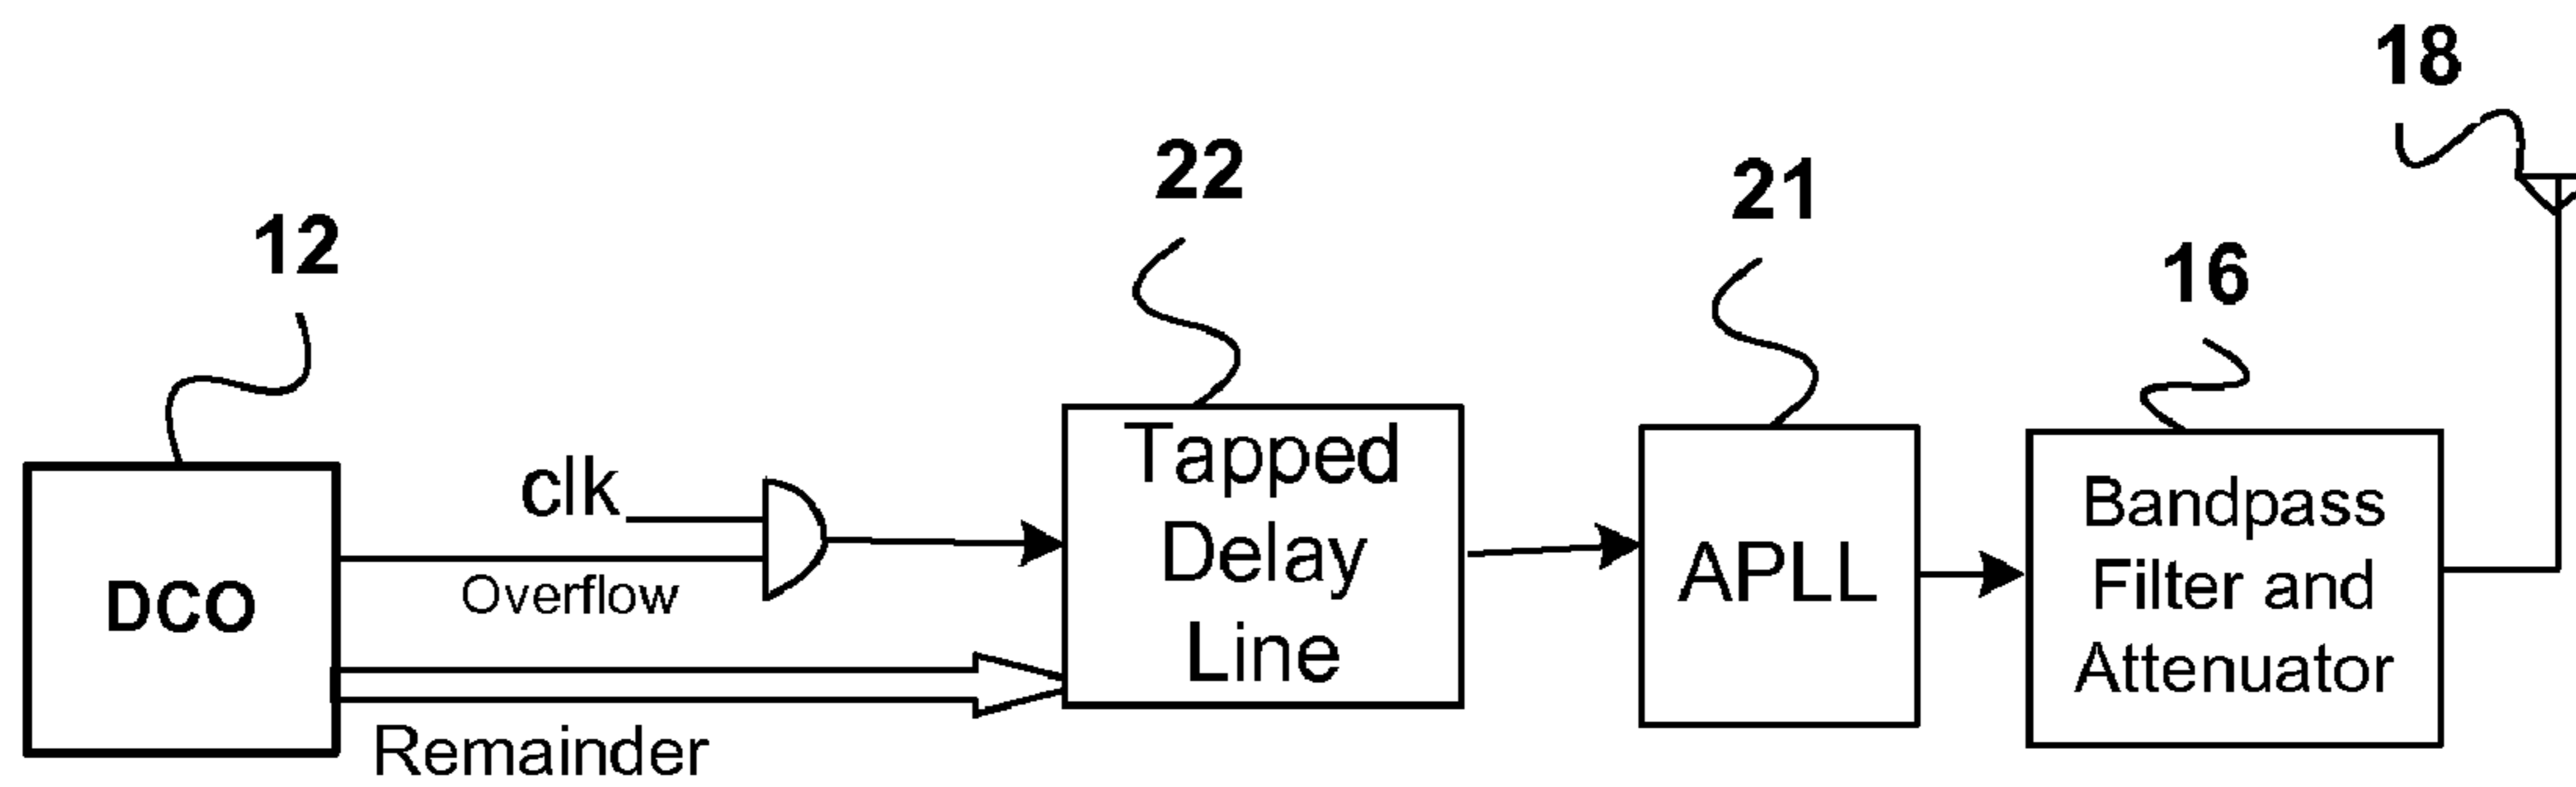 18
22
21
12
16
clk
Tapped
Delay
Line
Bandpass
Filter and
Attenuator
APLL
DCO
Overflow
Remainder